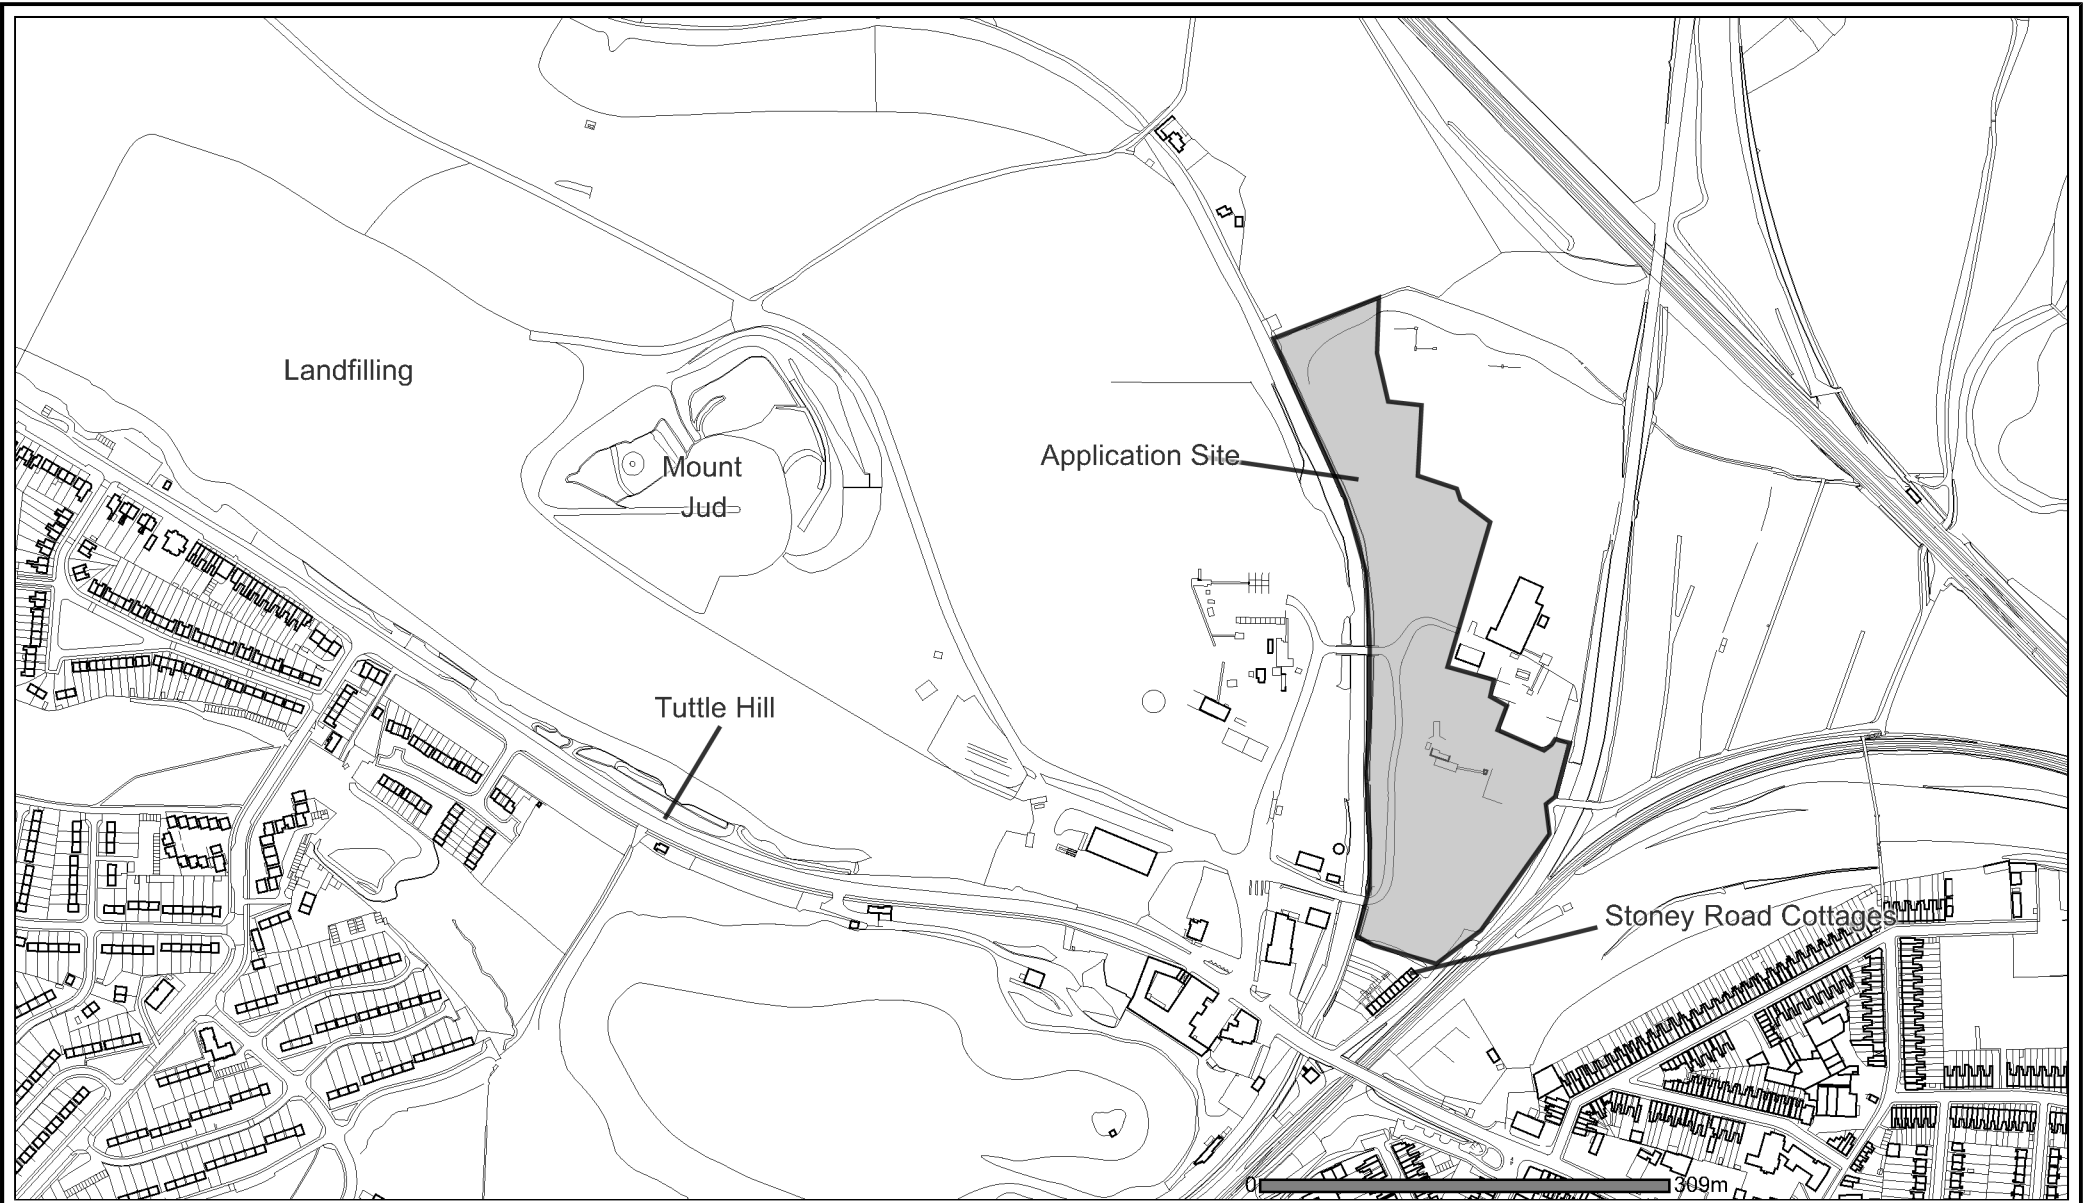 Landfilling
Application Site
Mount
Jud
Tuttle Hill
Stoney Road Cottages
0 309m